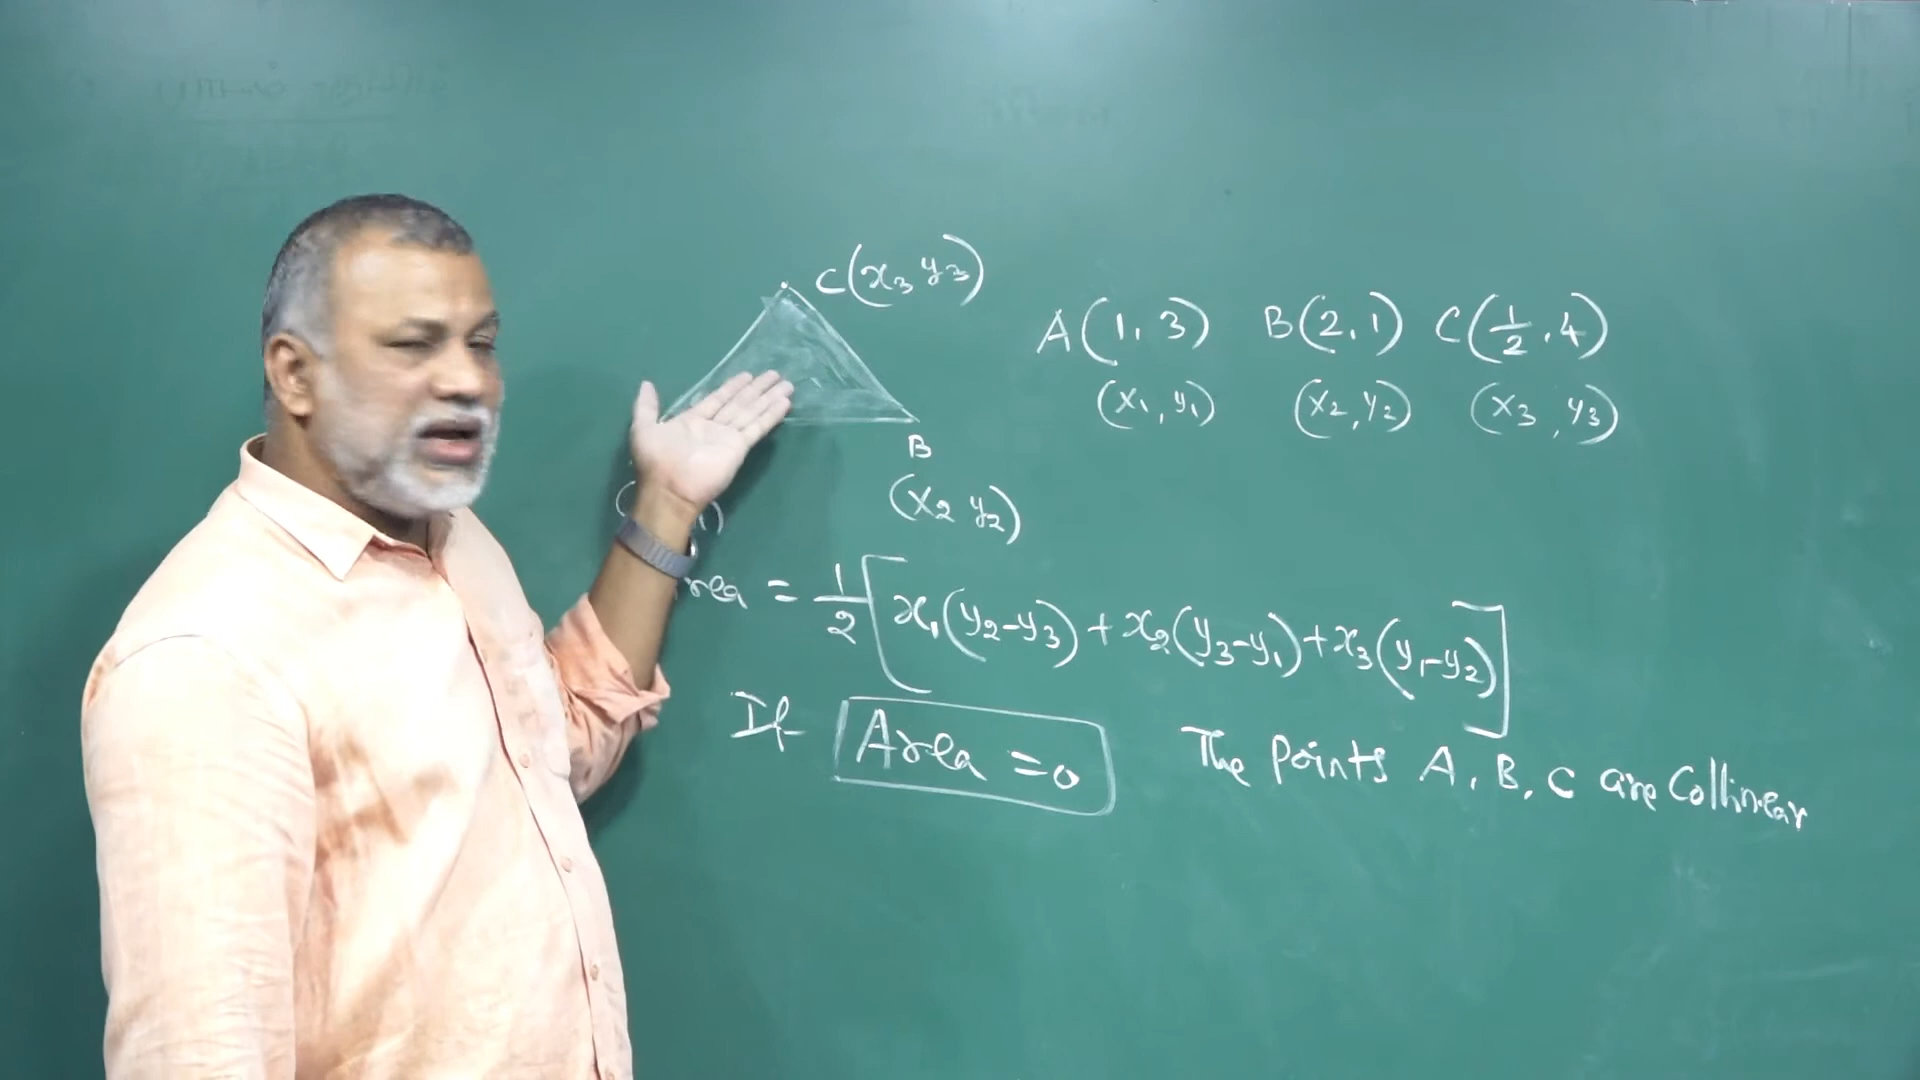 C(x₃ y₃)
A(1, 3) B(2, 1) C(1/2, 4)
(x₁, y₁) (x₂, y₂) (x₃, y₃)
B
(x₂ y₂)
rea = 1/2 [x₁(y₂-y₃) + x₂(y₃-y₁) + x₃(y₁-y₂)]
If Area = 0 The Points A, B, C are Collinear